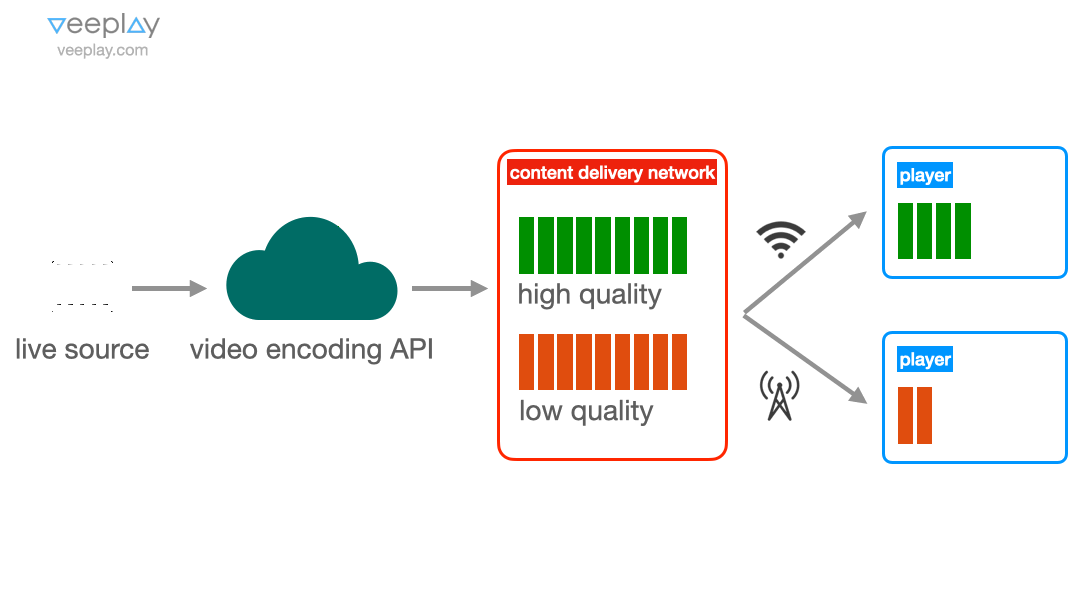 veeplay
veeplay.com
content delivery network
player
high quality
live source
video encoding API
player
low quality